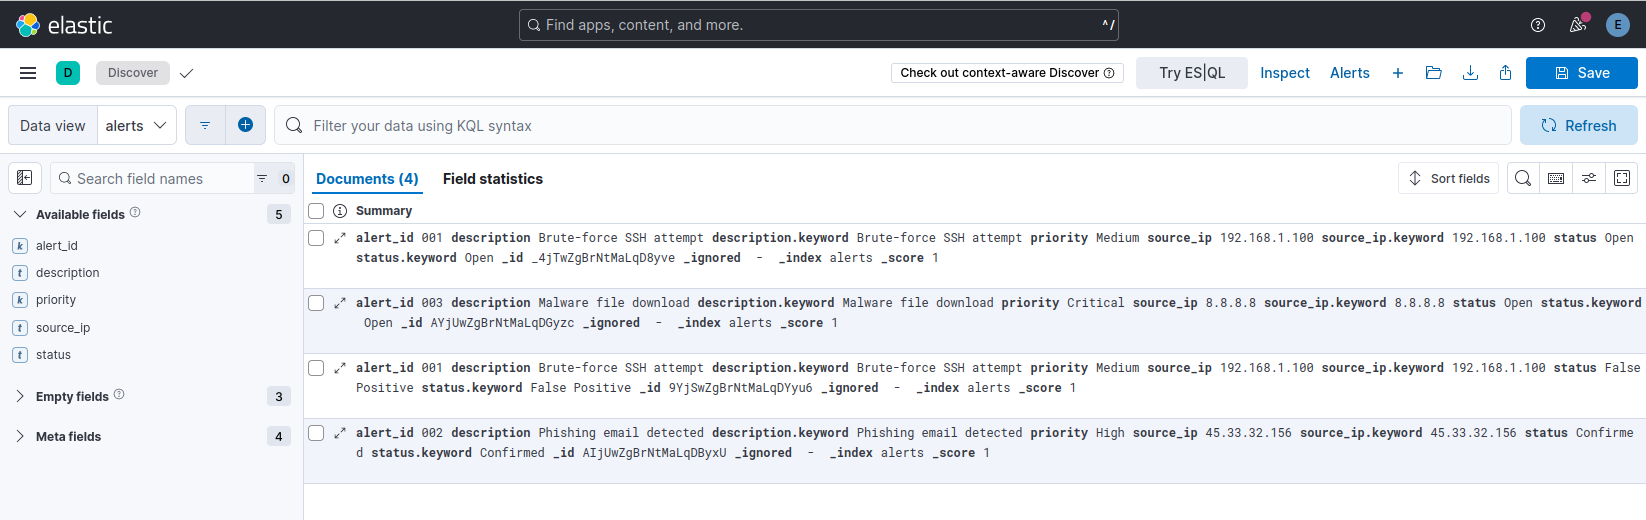 elastic
Find apps, content, and more. ^/
E
D Discover
Check out context-aware Discover
Try ES|QL Inspect Alerts
Save
Data view alerts
Filter your data using KQL syntax
Refresh
Search field names 0
Documents (4) Field statistics
Sort fields
Available fields 5
k alert_id
t description
k priority
t source_ip
t status
Empty fields 3
Meta fields 4
Summary
alert_id 001 description Brute-force SSH attempt description.keyword Brute-force SSH attempt priority Medium source_ip 192.168.1.100 source_ip.keyword 192.168.1.100 status Open
status.keyword Open _id _4jTwZgBrNtMaLqD8yve _ignored - _index alerts _score 1
alert_id 003 description Malware file download description.keyword Malware file download priority Critical source_ip 8.8.8.8 source_ip.keyword 8.8.8.8 status Open status.keyword
Open _id AYjUwZgBrNtMaLqDGyzc _ignored - _index alerts _score 1
alert_id 001 description Brute-force SSH attempt description.keyword Brute-force SSH attempt priority Medium source_ip 192.168.1.100 source_ip.keyword 192.168.1.100 status False
Positive status.keyword False Positive _id 9YjSwZgBrNtMaLqDYyu6 _ignored - _index alerts _score 1
alert_id 002 description Phishing email detected description.keyword Phishing email detected priority High source_ip 45.33.32.156 source_ip.keyword 45.33.32.156 status Confirme
d status.keyword Confirmed _id AIjUwZgBrNtMaLqDByxU _ignored - _index alerts _score 1